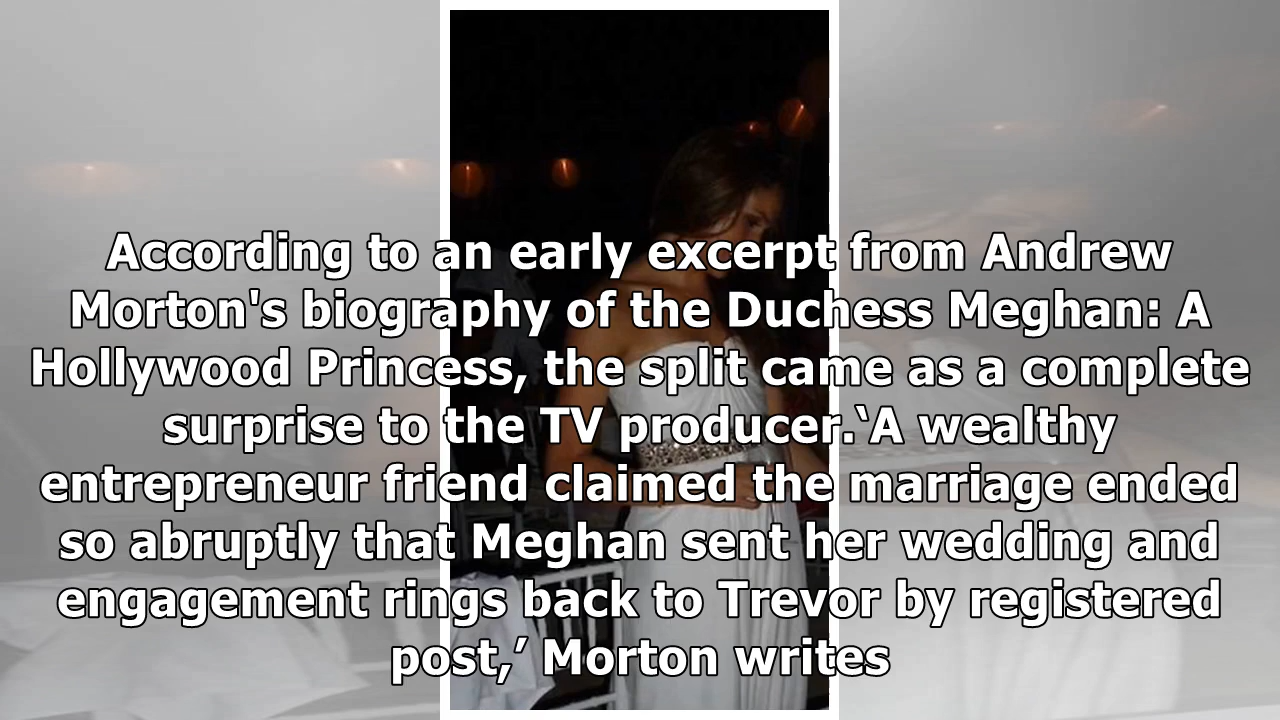 According to an early excerpt from Andrew
Morton's biography of the Duchess Meghan: A
Hollywood Princess, the split came as a complete
surprise to the TV producer.‘A wealthy
entrepreneur friend claimed the marriage ended
so abruptly that Meghan sent her wedding and
engagement rings back to Trevor by registered
post,’ Morton writes